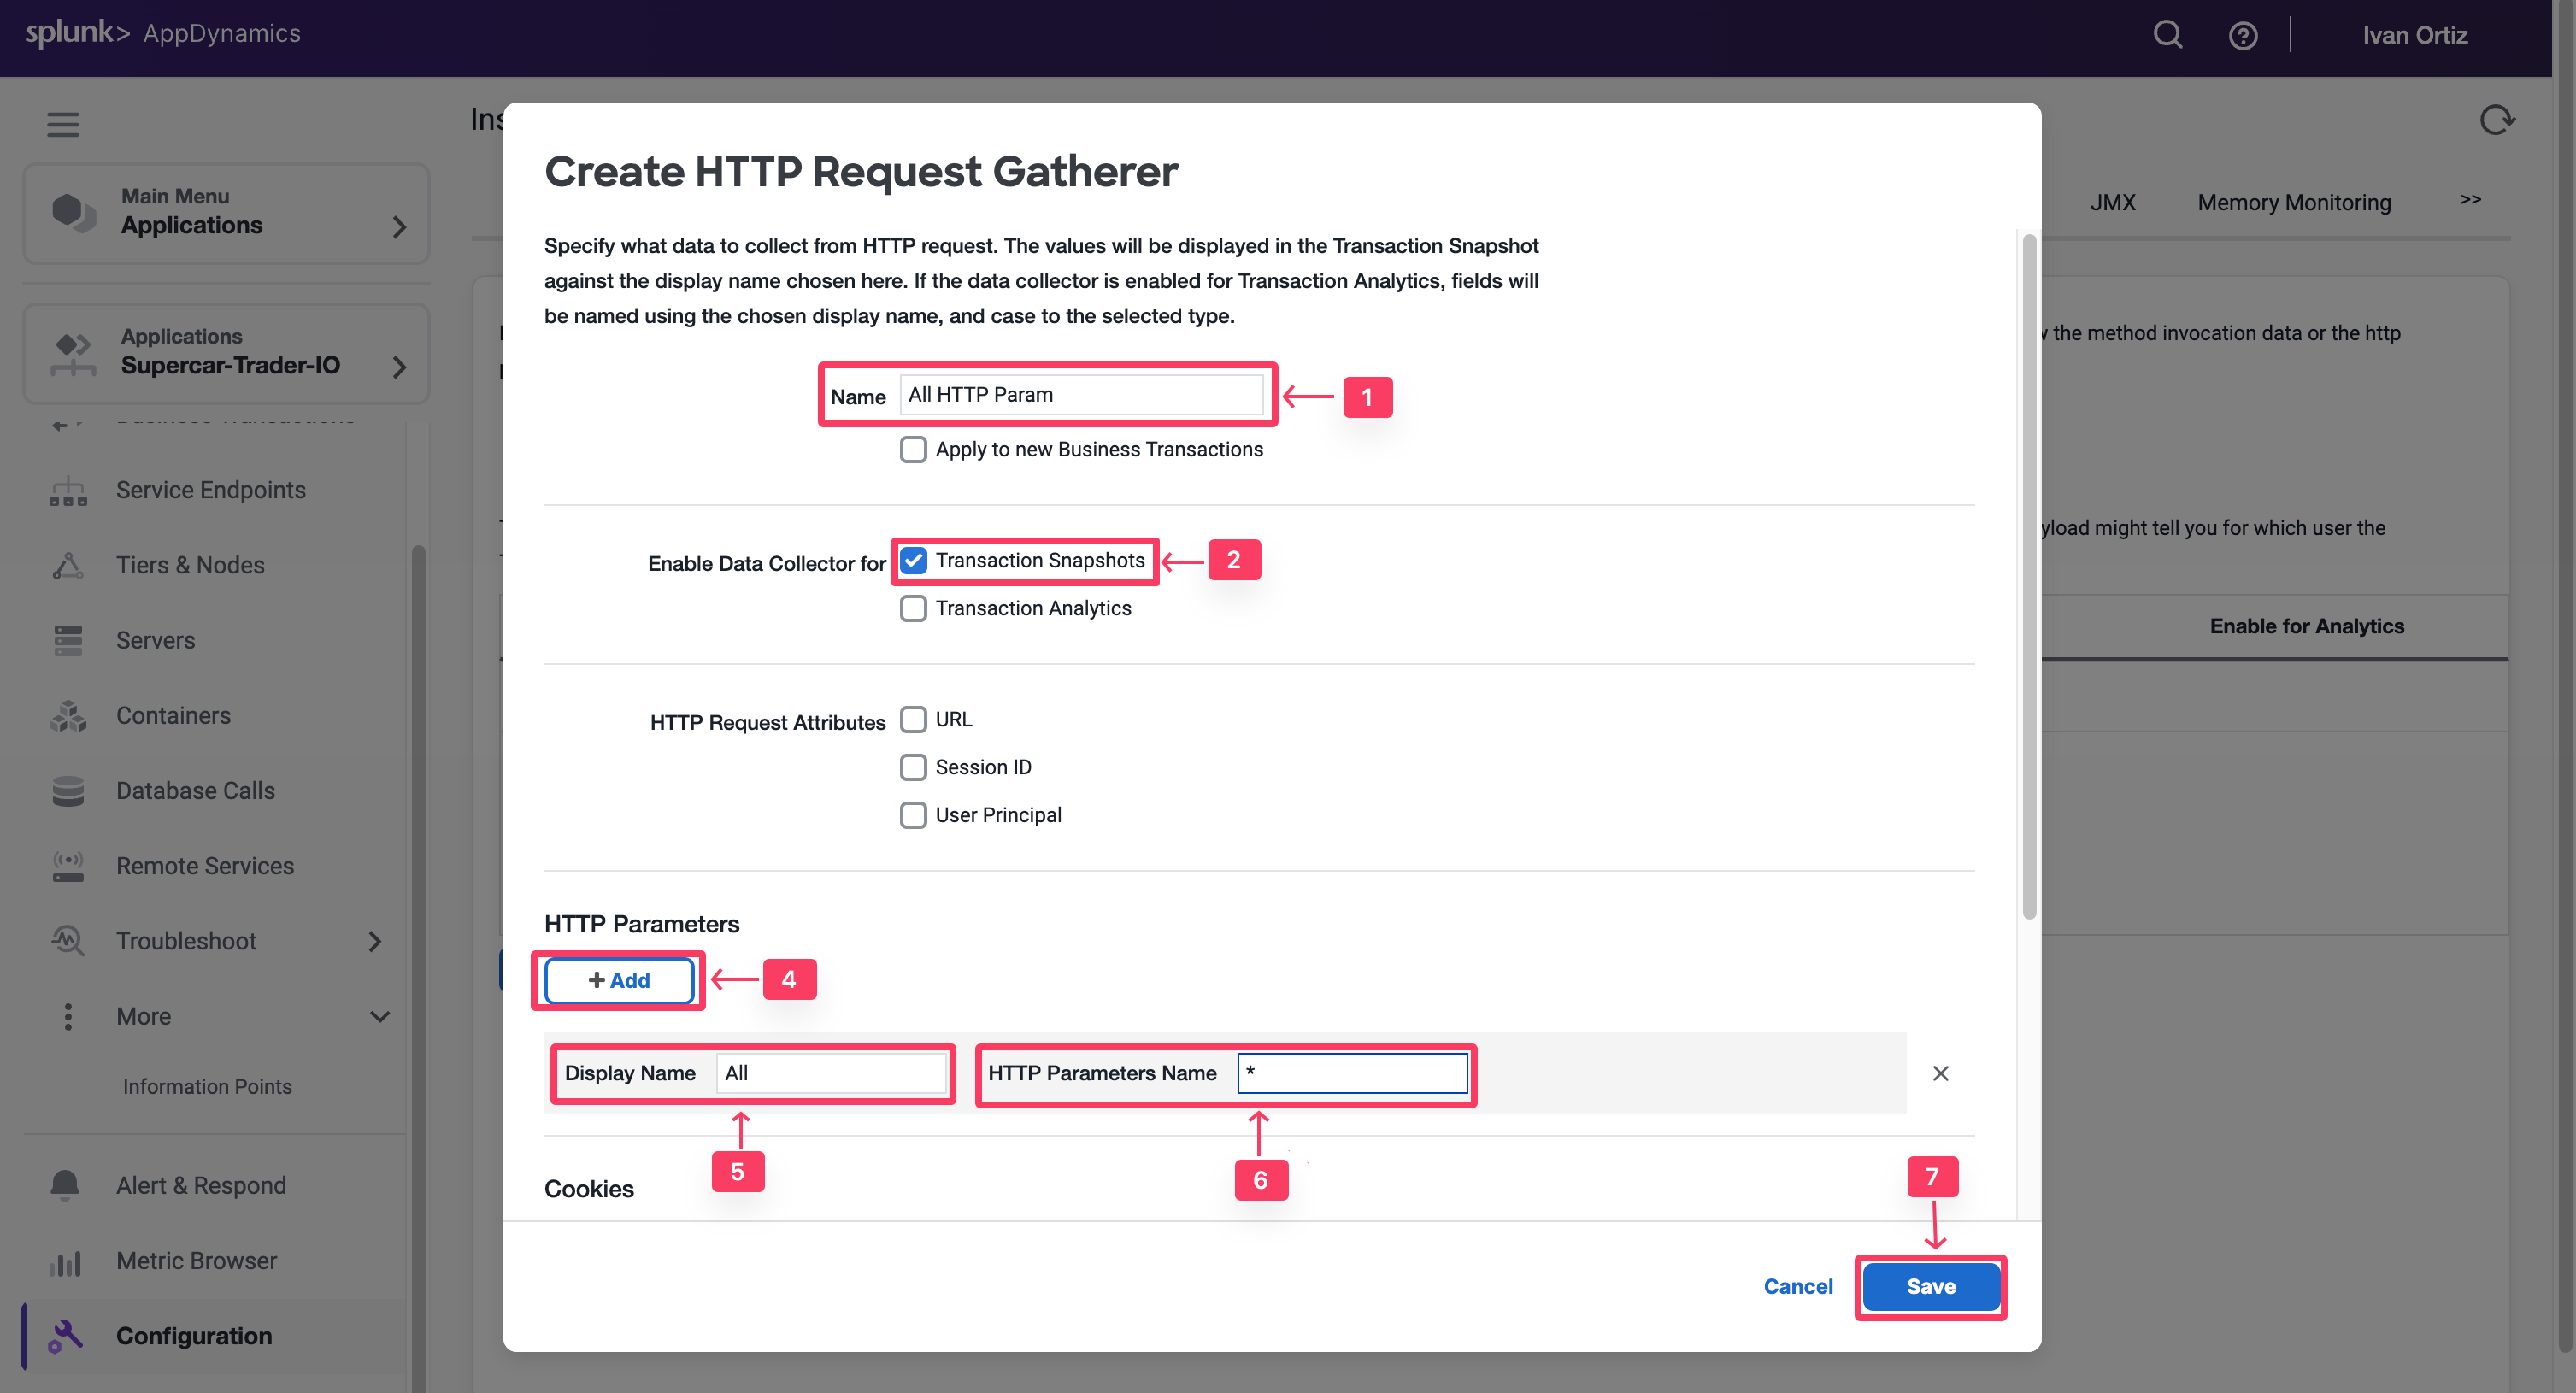 splunk> AppDynamics
Ivan Ortiz
Ins
Main Menu
Applications
JMX
Memory Monitoring
>>
Applications
Supercar-Trader-IO
Business Transactions
Service Endpoints
Tiers & Nodes
Servers
Containers
Database Calls
Remote Services
Troubleshoot
More
Information Points
Alert & Respond
Metric Browser
Configuration
Create HTTP Request Gatherer
Specify what data to collect from HTTP request. The values will be displayed in the Transaction Snapshot
against the display name chosen here. If the data collector is enabled for Transaction Analytics, fields will
be named using the chosen display name, and case to the selected type.
Name All HTTP Param
1
Apply to new Business Transactions
Enable Data Collector for
Transaction Snapshots
2
Transaction Analytics
HTTP Request Attributes
URL
Session ID
User Principal
HTTP Parameters
+ Add
4
Display Name All
HTTP Parameters Name *
5
6
Cookies
7
Cancel
Save
the method invocation data or the http
yload might tell you for which user the
Enable for Analytics